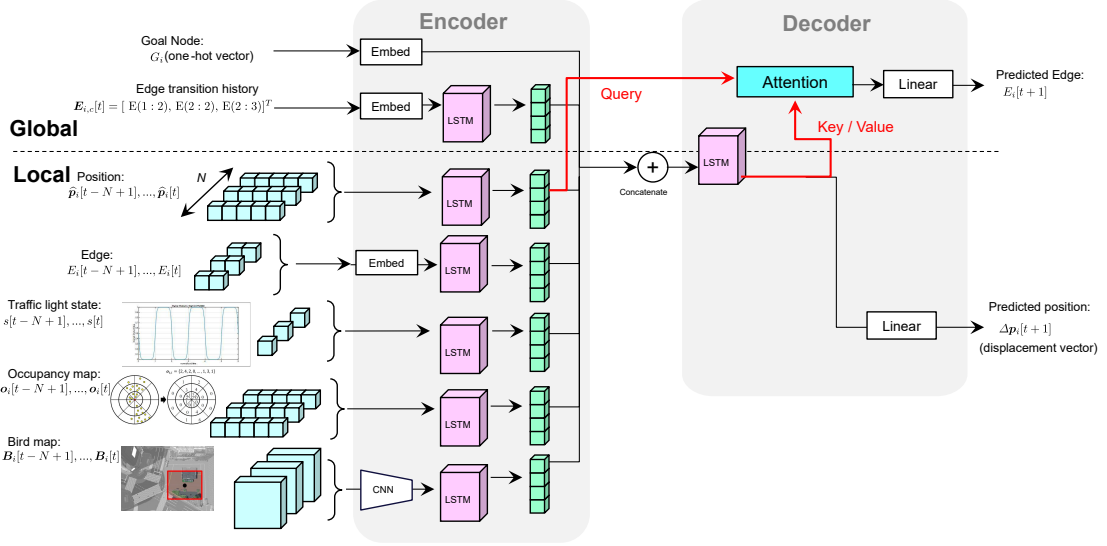 Encoder
Decoder
Goal Node:
G_i(one-hot vector)
Embed
Edge transition history
E_{i,c}[t] = [ E(1 : 2), E(2 : 2), E(2 : 3)]^T
Embed
LSTM
Query
Attention
Linear
Predicted Edge:
E_i[t+1]
Global
Key / Value
Local
Position:
p̂_i[t − N + 1], ..., p̂_i[t]
N
LSTM
+
Concatenate
LSTM
Edge:
E_i[t − N + 1], ..., E_i[t]
Embed
LSTM
Traffic light state:
s[t − N + 1], ..., s[t]
LSTM
Linear
Predicted position:
Δp_i[t+1]
(displacement vector)
Occupancy map:
o_i[t − N + 1], ..., o_i[t]
LSTM
Bird map:
B_i[t − N + 1], ..., B_i[t]
CNN
LSTM